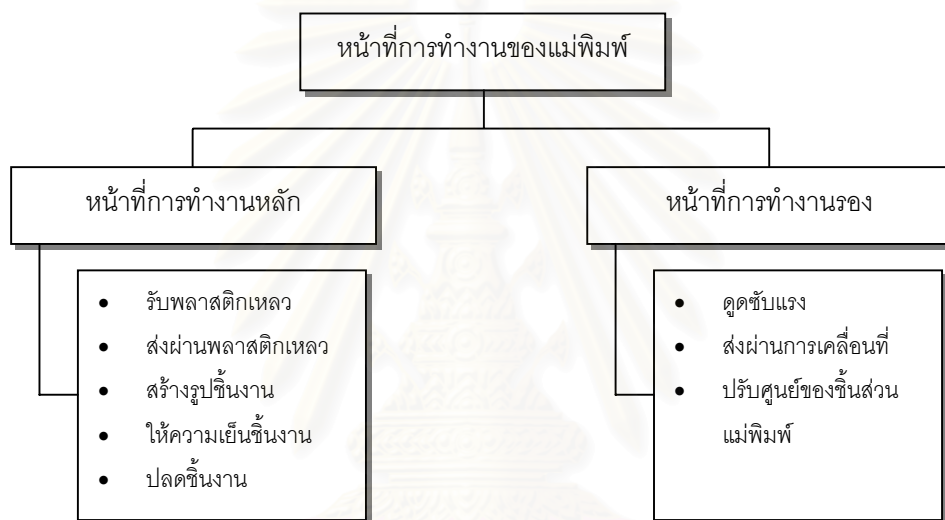 หน้าที่การทำงานของแม่พิมพ์
หน้าที่การทำงานหลัก
หน้าที่การทำงานรอง
• รับพลาสติกเหลว
• ส่งผ่านพลาสติกเหลว
• สร้างรูปชิ้นงาน
• ให้ความเย็นชิ้นงาน
• ปลดชิ้นงาน
• ดูดซับแรง
• ส่งผ่านการเคลื่อนที่
• ปรับศูนย์ของชิ้นส่วน
แม่พิมพ์